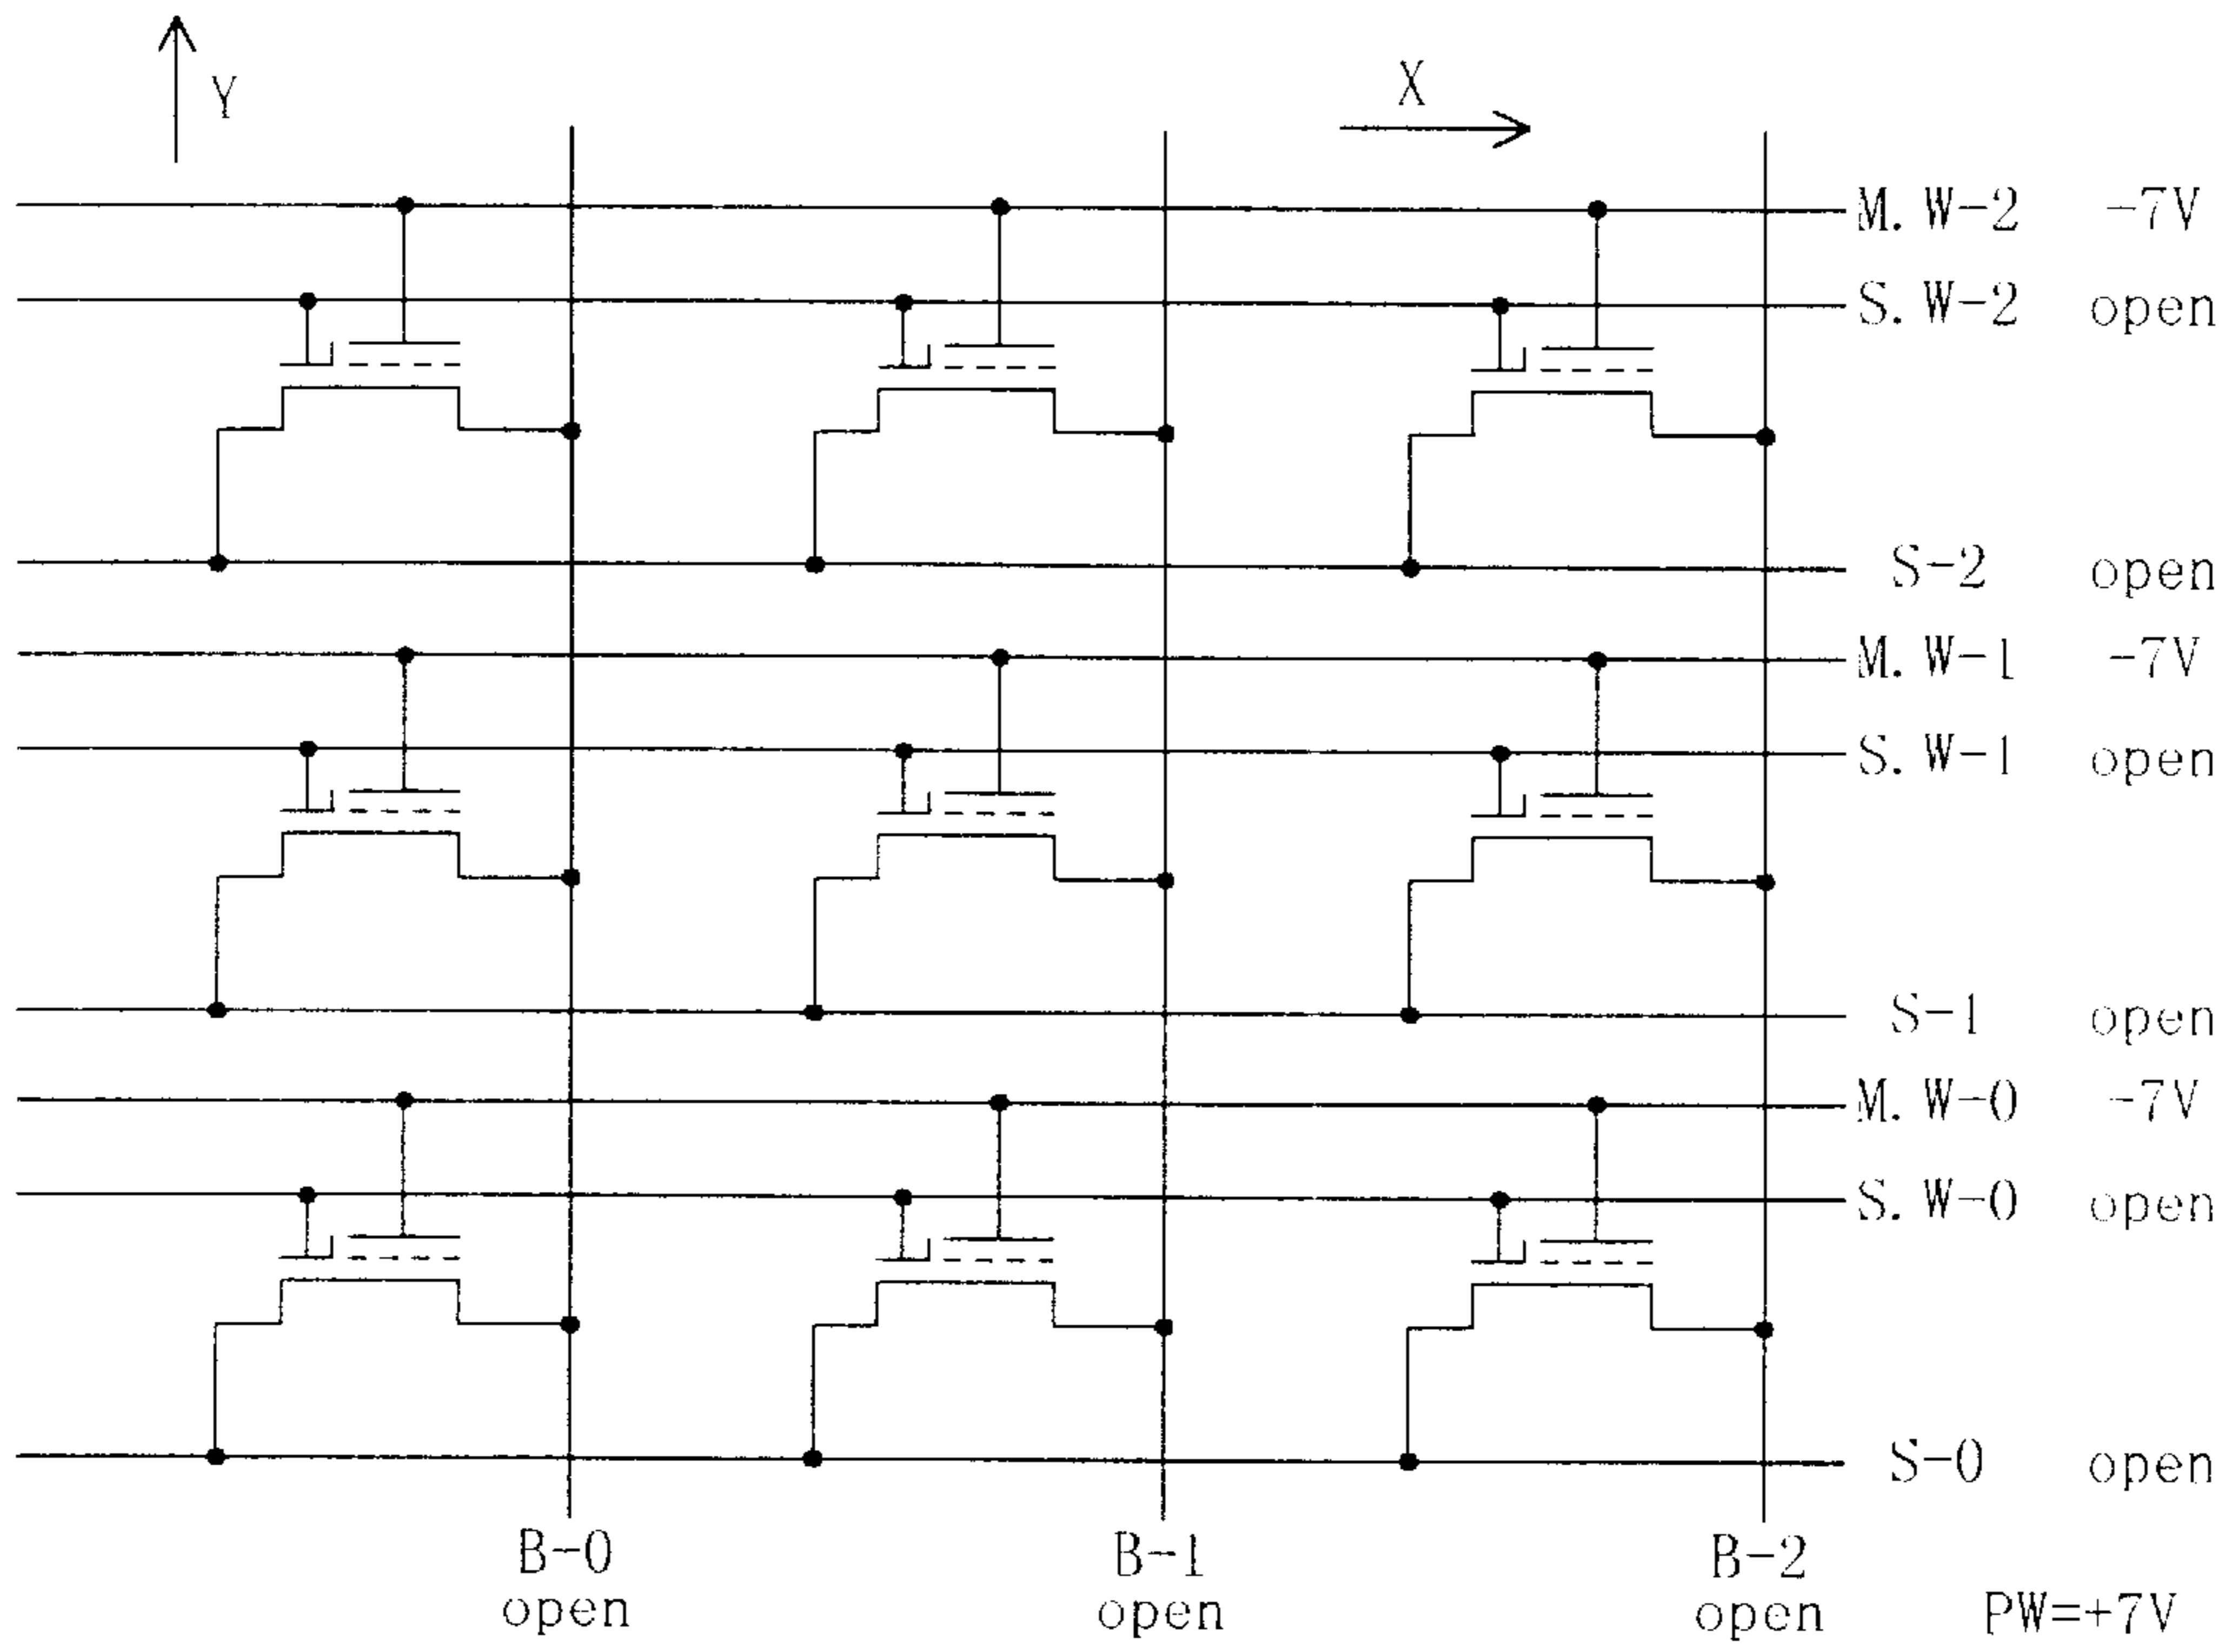 Y
X
M. W-2 -7V
S. W-2 open
S-2 open
M. W-1 -7V
S. W-1 open
S-1 open
M. W-0 -7V
S. W-0 open
S-0 open
B-0 B-1 B-2
open open open PW=+7V